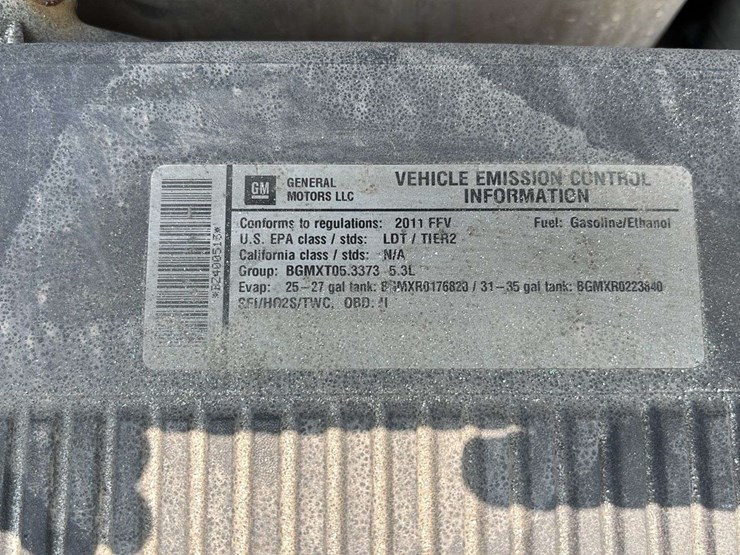 GM
GENERAL
MOTORS LLC
VEHICLE EMISSION CONTROL
INFORMATION
Conforms to regulations: 2011 FFV Fuel: Gasoline/Ethanol
U.S. EPA class / stds: LDT / TIER2
California class / stds: N/A
Group: BGMXT05.3373 5.3L
Evap: 25-27 gal tank: BGMXR0176820 / 31-35 gal tank: BGMXR0223840
SFI/HO2S/TWC, OBD: II